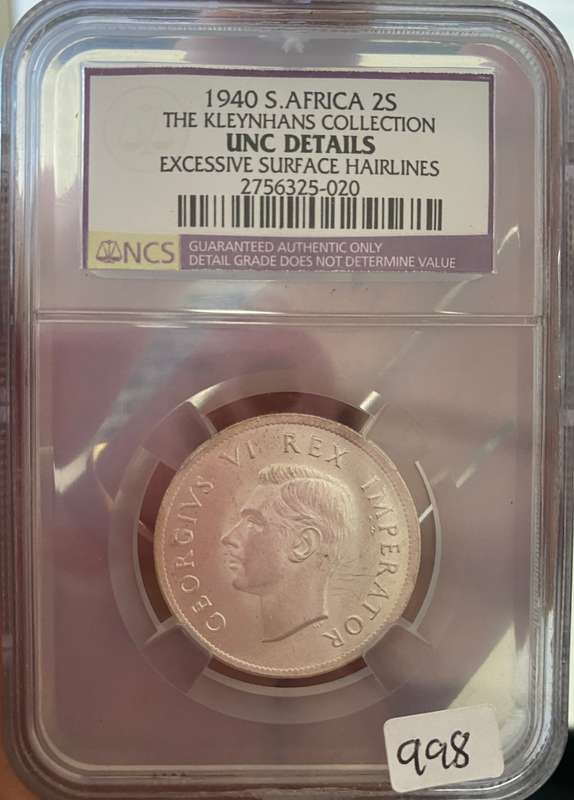 1940 S.AFRICA 2S
THE KLEYNHANS COLLECTION
UNC DETAILS
EXCESSIVE SURFACE HAIRLINES
2756325-020
NCS
GUARANTEED AUTHENTIC ONLY
DETAIL GRADE DOES NOT DETERMINE VALUE
GEORGIVS VI REX IMPERATOR
998